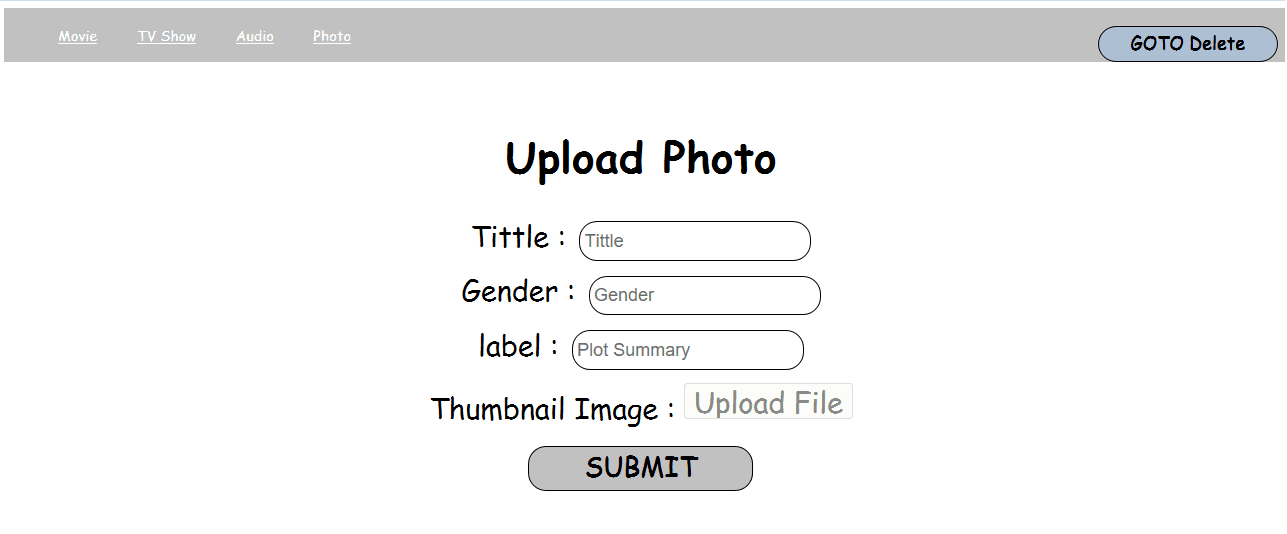 Movie TV Show Audio Photo GOTO Delete
Upload Photo
Tittle : Tittle
Gender : Gender
label : Plot Summary
Thumbnail Image : Upload File
SUBMIT